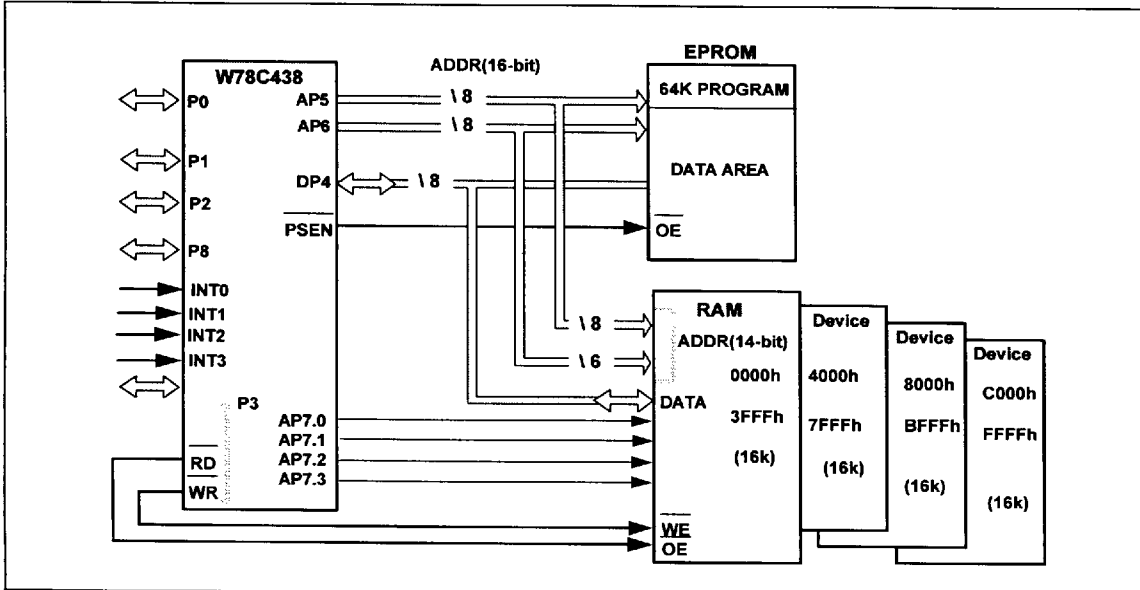 W78C438
P0
P1
P2
P8
INT0
INT1
INT2
INT3
P3
RD
WR
AP5
AP6
DP4
PSEN
AP7.0
AP7.1
AP7.2
AP7.3
ADDR(16-bit)
\ 8
\ 8
\ 8
\ 8
\ 6
EPROM
64K PROGRAM
DATA AREA
OE
RAM
ADDR(14-bit)
0000h
3FFFh
(16k)
DATA
WE
OE
Device
4000h
7FFFh
(16k)
Device
8000h
BFFFh
(16k)
Device
C000h
FFFFh
(16k)